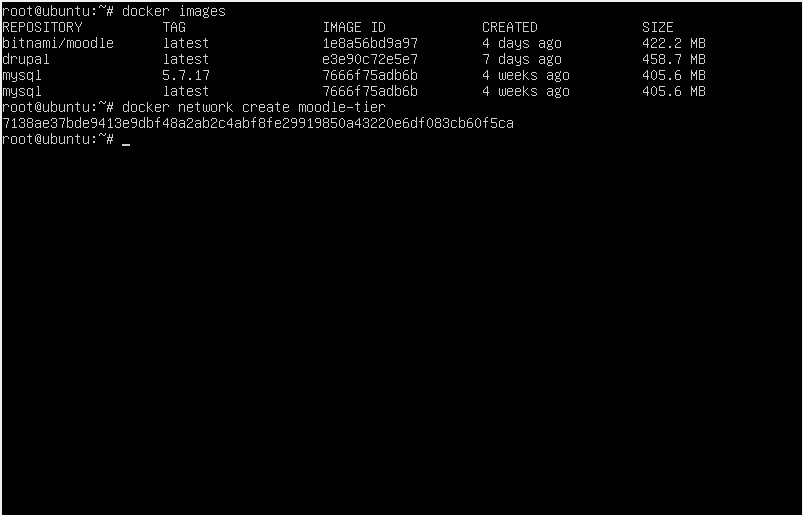 root@ubuntu:~# docker images
REPOSITORY          TAG                 IMAGE ID            CREATED             SIZE
bitnami/moodle      latest              1e8a56bd9a97        4 days ago          422.2 MB
drupal              latest              e3e90c72e5e7        7 days ago          458.7 MB
mysql               5.7.17              7666f75adb6b        4 weeks ago         405.6 MB
mysql               latest              7666f75adb6b        4 weeks ago         405.6 MB
root@ubuntu:~# docker network create moodle-tier
7138ae37bde9413e9dbf48a2ab2c4abf8fe29919850a43220e6df083cb60f5ca
root@ubuntu:~# _